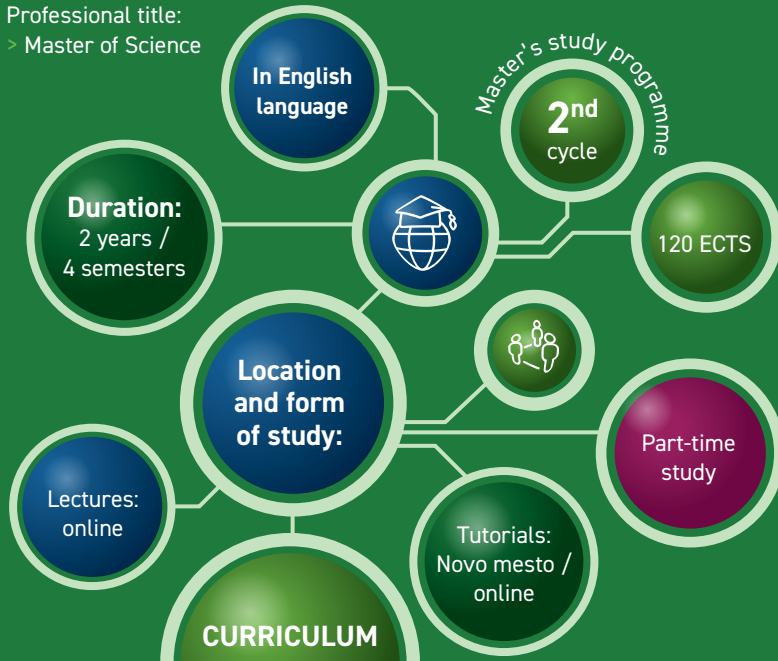 Professional title:
> Master of Science
In English
language
Master's study programme
2nd
cycle
Duration:
2 years /
4 semesters
120 ECTS
Location
and form
of study:
Part-time
study
Lectures:
online
Tutorials:
Novo mesto /
online
CURRICULUM